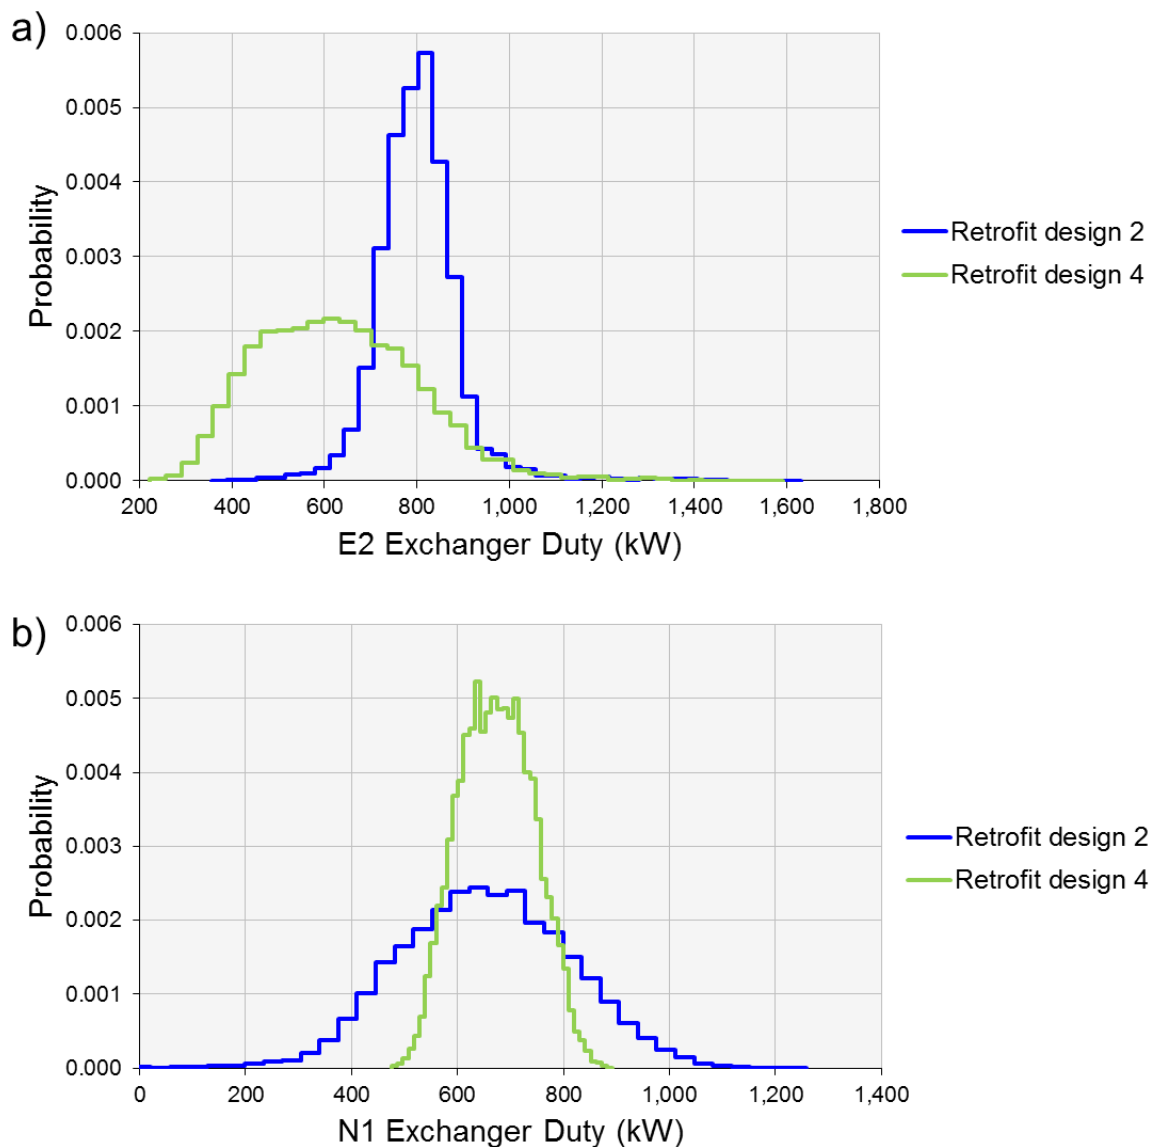 a)
0.006
0.005
0.004
0.003
0.002
0.001
0.000
Probability
200 400 600 800 1,000 1,200 1,400 1,600 1,800
E2 Exchanger Duty (kW)
Retrofit design 2
Retrofit design 4
b)
0.006
0.005
0.004
0.003
0.002
0.001
0.000
Probability
0 200 400 600 800 1,000 1,200 1,400
N1 Exchanger Duty (kW)
Retrofit design 2
Retrofit design 4